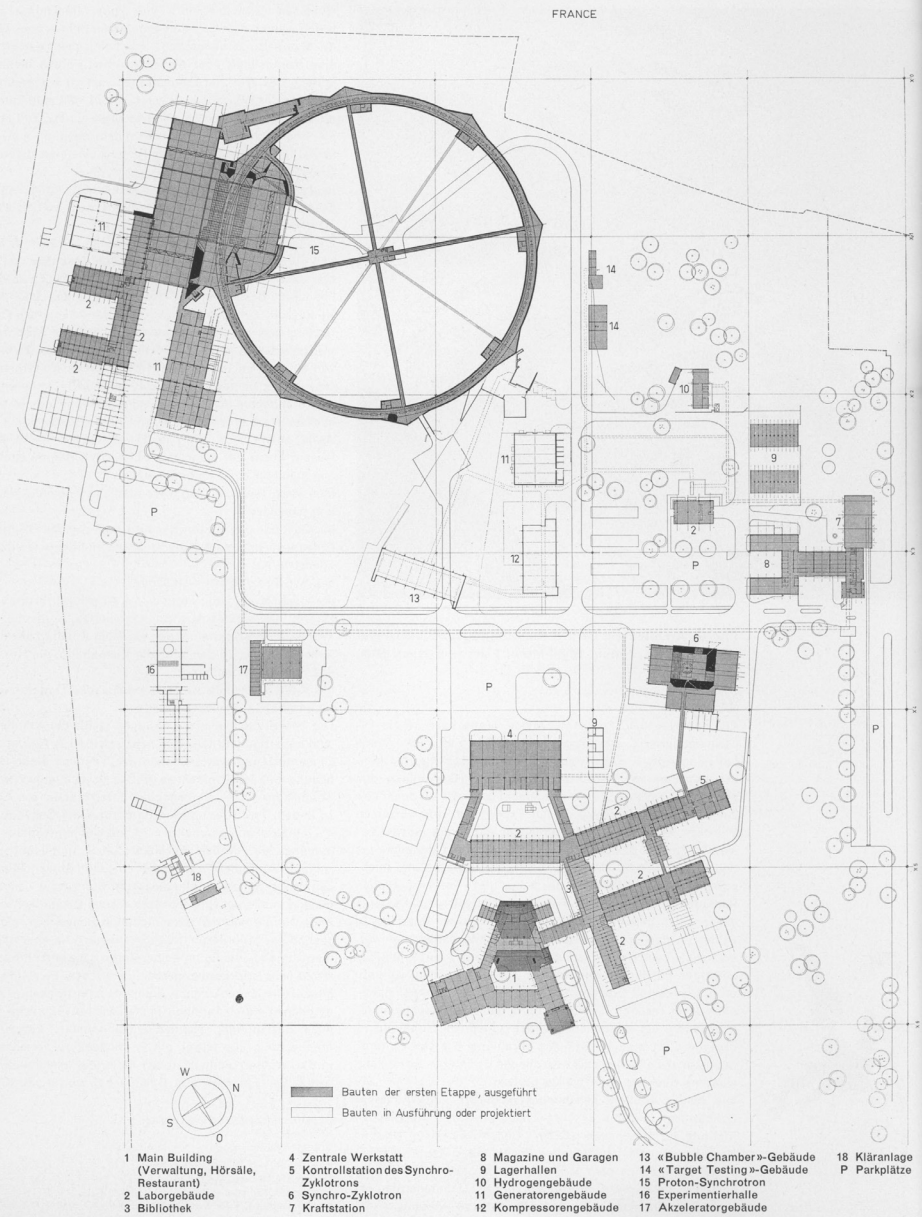 FRANCE
11
15
14
2
14
2
2
11
10
11
9
P
2
7
12
P
8
13
6
16
17
P
9
4
P
5
2
2
18
3
2
2
1
P
W
N
S
O
Bauten der ersten Etappe, ausgeführt
Bauten in Ausführung oder projektiert
1 Main Building
(Verwaltung, Hörsäle,
Restaurant)
2 Laborgebäude
3 Bibliothek
4 Zentrale Werkstatt
5 Kontrollstation des Synchro-
Zyklotrons
6 Synchro-Zyklotron
7 Kraftstation
8 Magazine und Garagen
9 Lagerhallen
10 Hydrogengebäude
11 Generatorengebäude
12 Kompressorengebäude
13 «Bubble Chamber»-Gebäude
14 «Target Testing»-Gebäude
15 Proton-Synchrotron
16 Experimentierhalle
17 Akzeleratorgebäude
18 Kläranlage
P Parkplätze